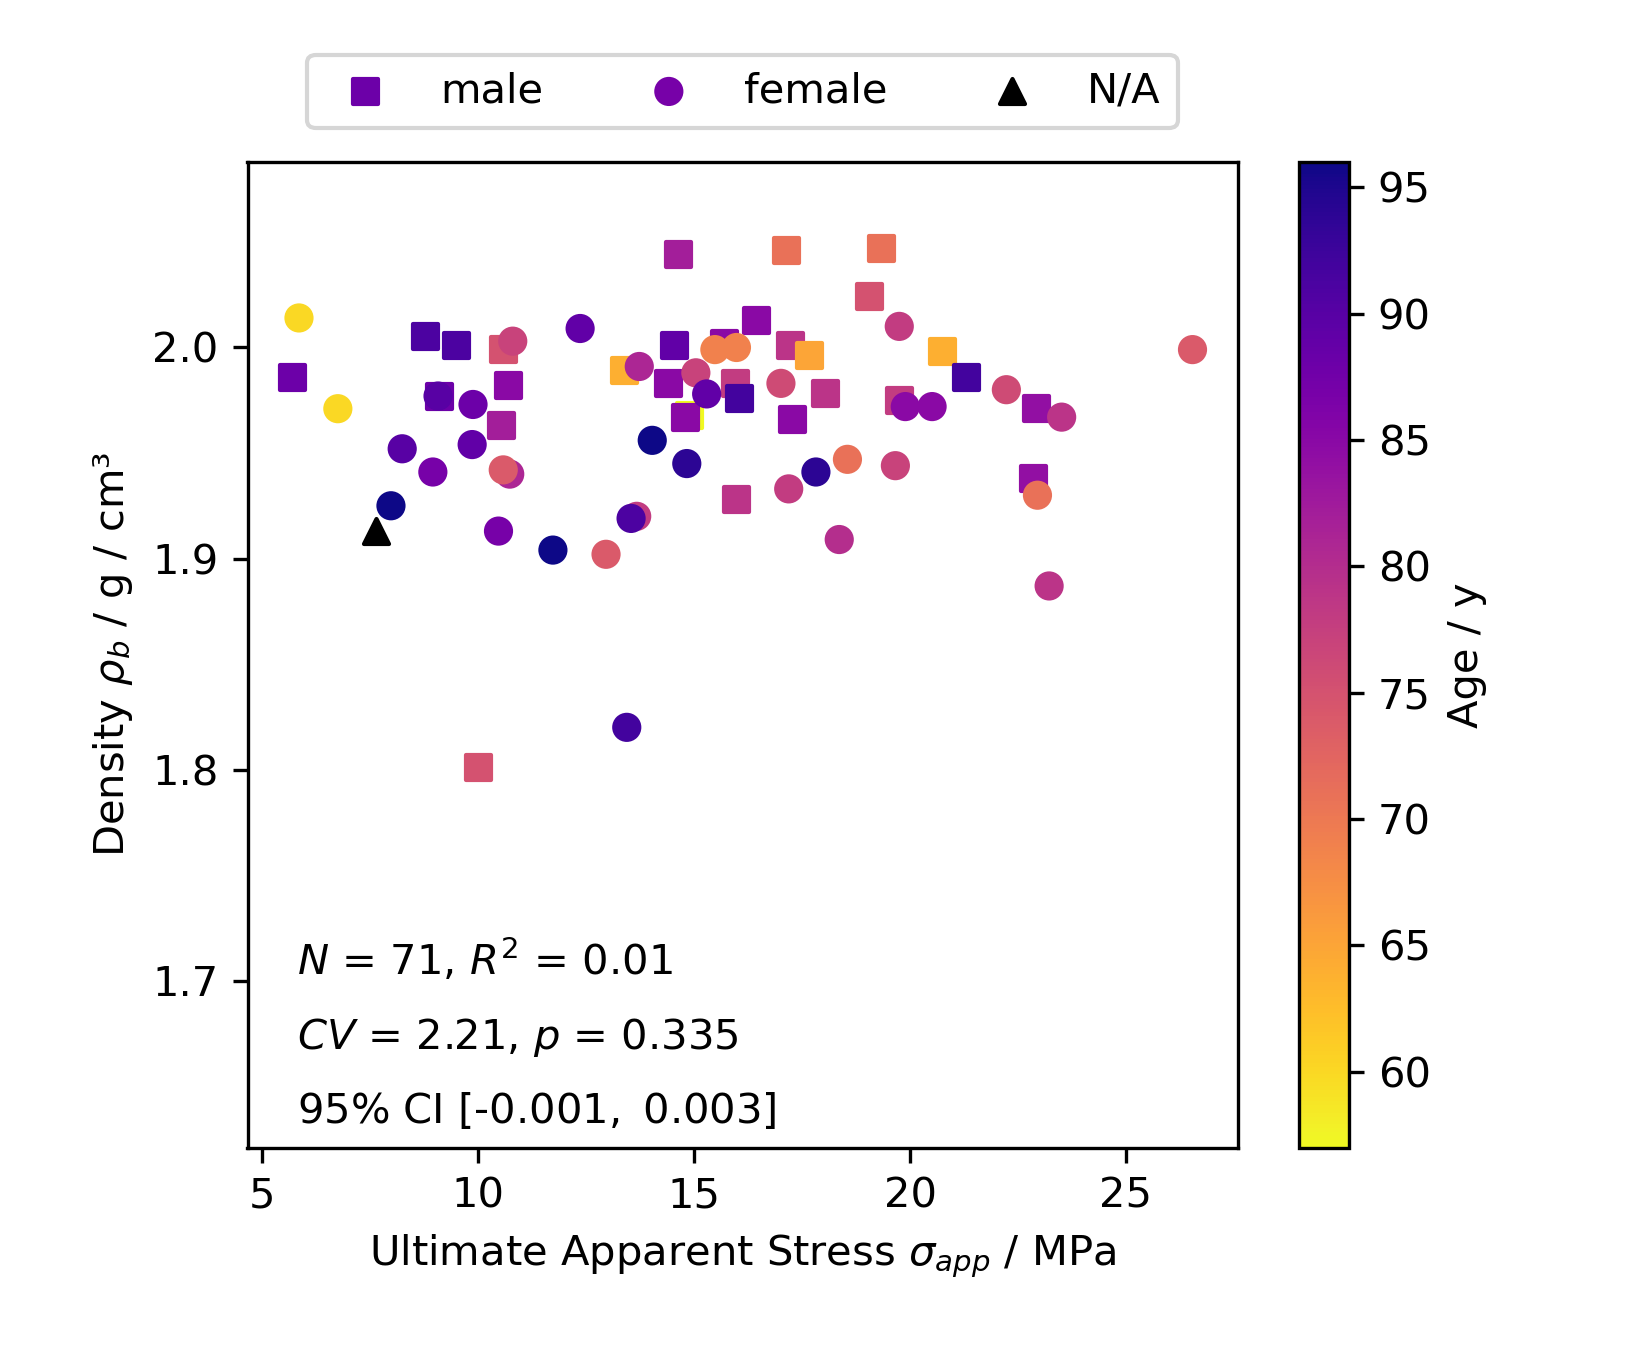 male female N/A
2.0
1.9
1.8
1.7
Density ρb / g / cm³
N = 71, R² = 0.01
CV = 2.21, p = 0.335
95% CI [-0.001, 0.003]
5 10 15 20 25
Ultimate Apparent Stress σapp / MPa
95
90
85
80
75
70
65
60
Age / y